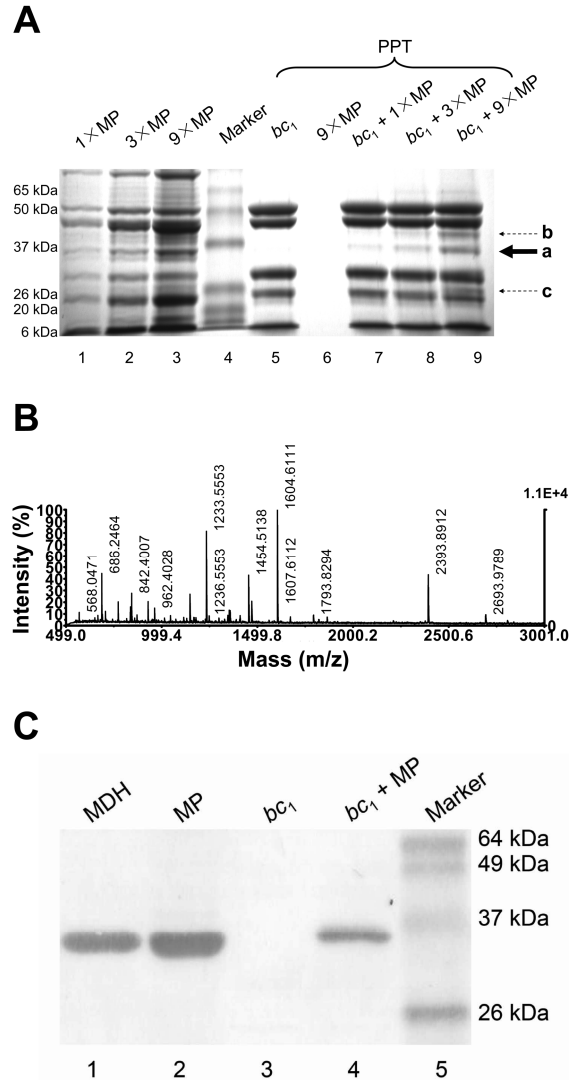 A
PPT
1×MP 3×MP 9×MP Marker bc₁ 9×MP bc₁ + 1×MP bc₁ + 3×MP bc₁ + 9×MP
65 kDa
50 kDa
b
37 kDa
a
26 kDa
c
20 kDa
6 kDa
1 2 3 4 5 6 7 8 9
B
1.1E+4
Intensity (%)
100
90
80
70
60
50
40
30
20
10
0
568.0471 686.2464 842.4007 962.4028 1233.5553 1236.5553 1454.5138 1604.6111 1607.6112 1793.8294 2393.8912 2693.9789
0
499.0 999.4 1499.8 2000.2 2500.6 3001.0
Mass (m/z)
C
MDH MP bc₁ bc₁ + MP Marker
64 kDa
49 kDa
37 kDa
26 kDa
1 2 3 4 5